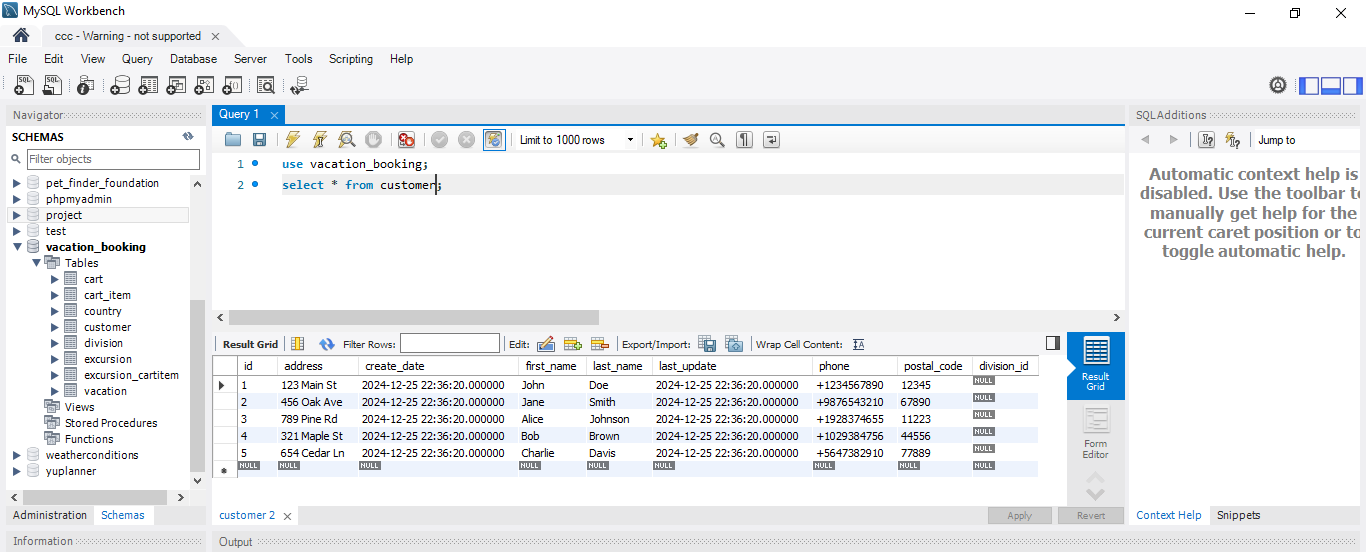 MySQL Workbench
ccc - Warning - not supported
File Edit View Query Database Server Tools Scripting Help
Navigator
SCHEMAS
Filter objects
pet_finder_foundation
phpmyadmin
project
test
vacation_booking
Tables
cart
cart_item
country
customer
division
excursion
excursion_cartitem
vacation
Views
Stored Procedures
Functions
weatherconditions
yuplanner
Administration Schemas
Information
Query 1
Limit to 1000 rows
1 use vacation_booking;
2 select * from customer;
Result Grid Filter Rows: Edit: Export/Import: Wrap Cell Content:
id address create_date first_name last_name last_update phone postal_code division_id
1 123 Main St 2024-12-25 22:36:20.000000 John Doe 2024-12-25 22:36:20.000000 +1234567890 12345 NULL
2 456 Oak Ave 2024-12-25 22:36:20.000000 Jane Smith 2024-12-25 22:36:20.000000 +9876543210 67890 NULL
3 789 Pine Rd 2024-12-25 22:36:20.000000 Alice Johnson 2024-12-25 22:36:20.000000 +1928374655 11223 NULL
4 321 Maple St 2024-12-25 22:36:20.000000 Bob Brown 2024-12-25 22:36:20.000000 +1029384756 44556 NULL
5 654 Cedar Ln 2024-12-25 22:36:20.000000 Charlie Davis 2024-12-25 22:36:20.000000 +5647382910 77889 NULL
NULL NULL NULL NULL NULL NULL NULL NULL NULL
Result
Grid
Form
Editor
customer 2
Apply Revert
Output
SQLAdditions
Jump to
Automatic context help is
disabled. Use the toolbar to
manually get help for the
current caret position or to
toggle automatic help.
Context Help Snippets